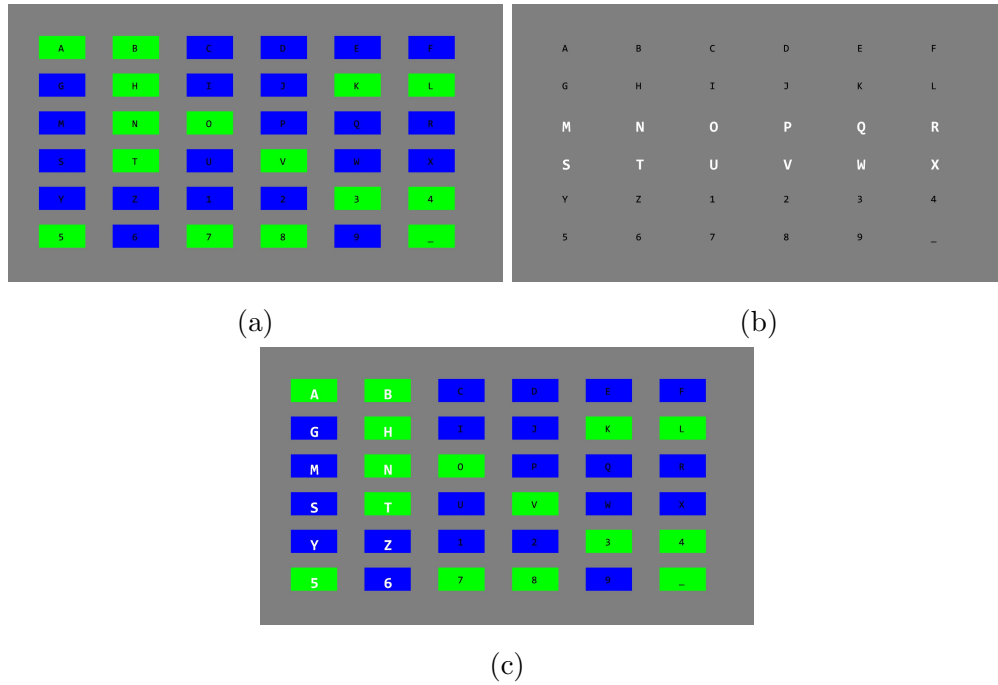 A B C D E F
G H I J K L
M N O P Q R
S T U V W X
Y Z 1 2 3 4
5 6 7 8 9 _
(a)
A B C D E F
G H I J K L
M N O P Q R
S T U V W X
Y Z 1 2 3 4
5 6 7 8 9 _
(b)
A B C D E F
G H I J K L
M N O P Q R
S T U V W X
Y Z 1 2 3 4
5 6 7 8 9 _
(c)